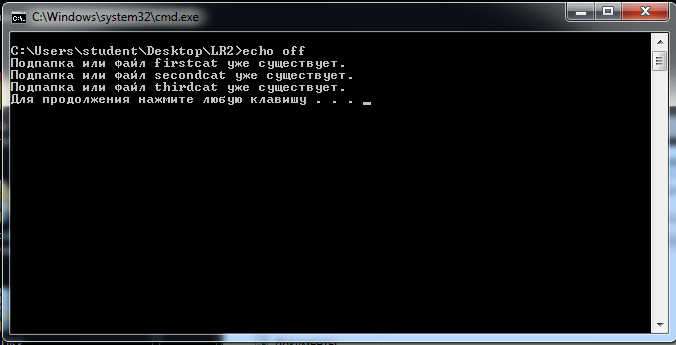 C:\Windows\system32\cmd.exe
C:\Users\student\Desktop\LR2>echo off
Подпапка или файл firstcat уже существует.
Подпапка или файл secondcat уже существует.
Подпапка или файл thirdcat уже существует.
Для продолжения нажмите любую клавишу . . .